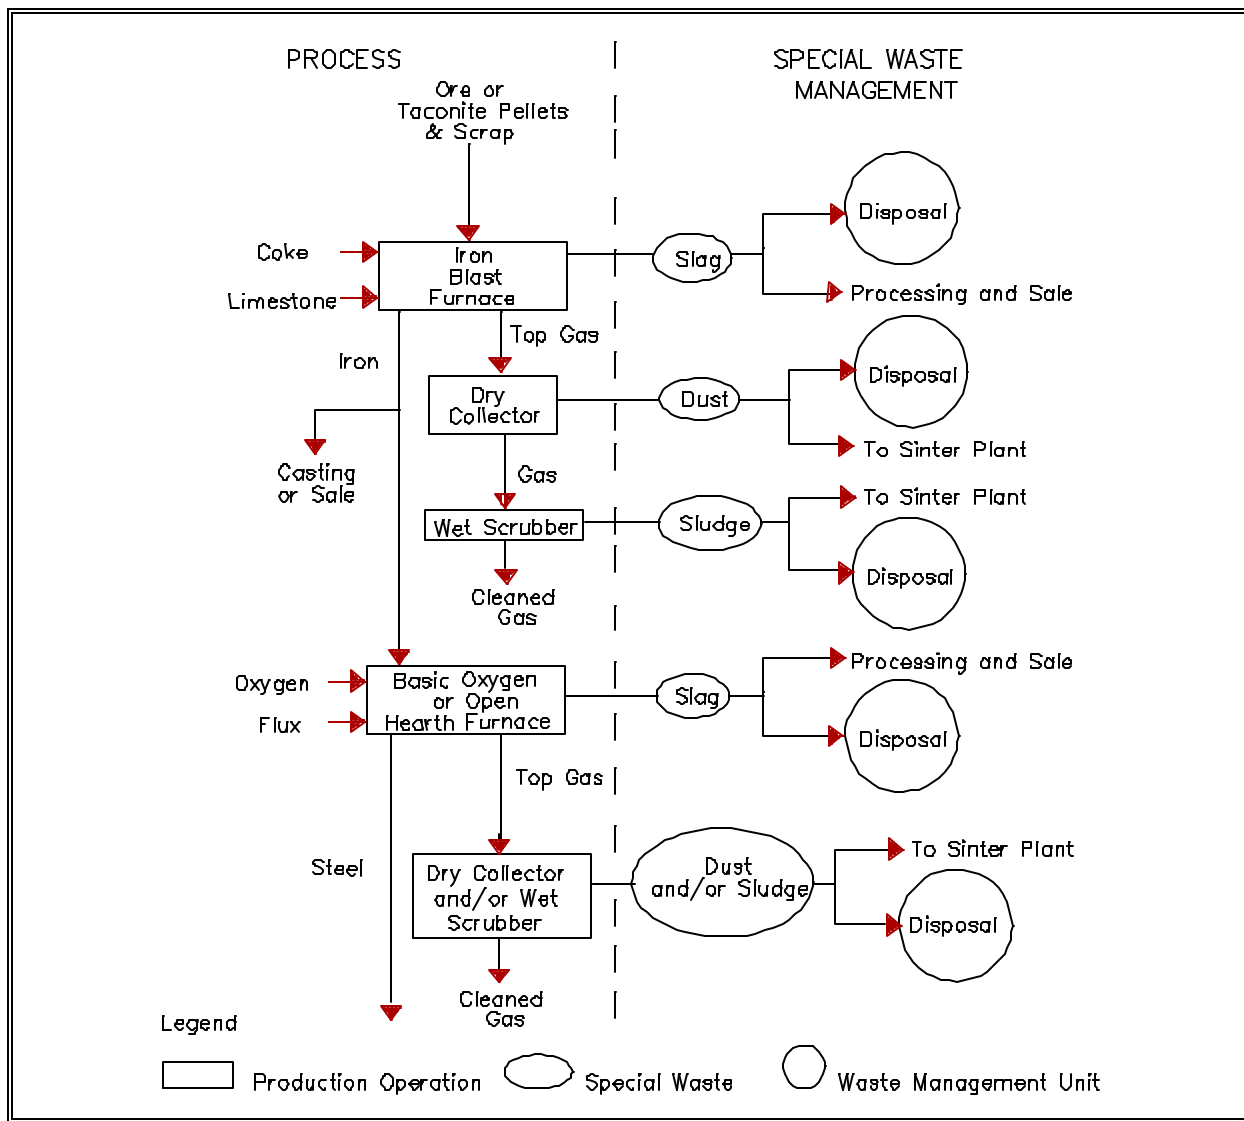 PROCESS
SPECIAL WASTE
MANAGEMENT
Ore or
Taconite Pellets
& Scrap
Disposal
Coke
Iron
Blast
Furnace
Slag
Limestone
Processing and Sale
Top Gas
Iron
Disposal
Dry
Collector
Dust
To Sinter Plant
Casting
or Sale
Gas
To Sinter Plant
Wet Scrubber
Sludge
Disposal
Cleaned
Gas
Processing and Sale
Oxygen
Basic Oxygen
or Open
Hearth Furnace
Slag
Flux
Disposal
Top Gas
To Sinter Plant
Steel
Dry Collector
and/or Wet
Scrubber
Dust
and/or Sludge
Disposal
Cleaned
Gas
Legend
Production Operation
Special Waste
Waste Management Unit